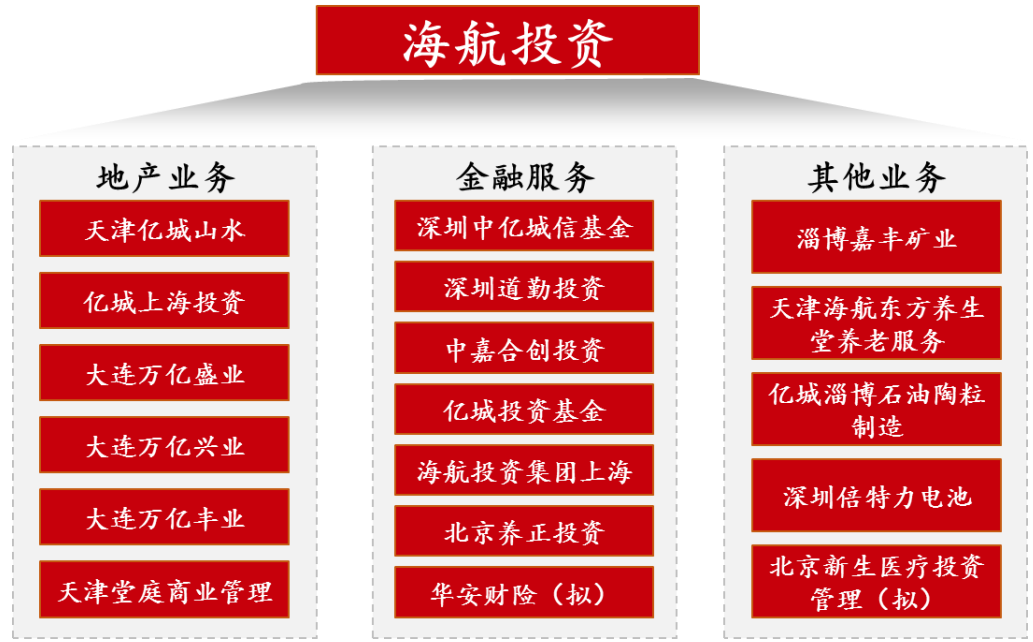 海航投资
地产业务
天津亿城山水
亿城上海投资
大连万亿盛业
大连万亿兴业
大连万亿丰业
天津堂庭商业管理
金融服务
深圳中亿城信基金
深圳道勤投资
中嘉合创投资
亿城投资基金
海航投资集团上海
北京养正投资
华安财险（拟）
其他业务
淄博嘉丰矿业
天津海航东方养生
堂养老服务
亿城淄博石油陶粒
制造
深圳倍特力电池
北京新生医疗投资
管理（拟）